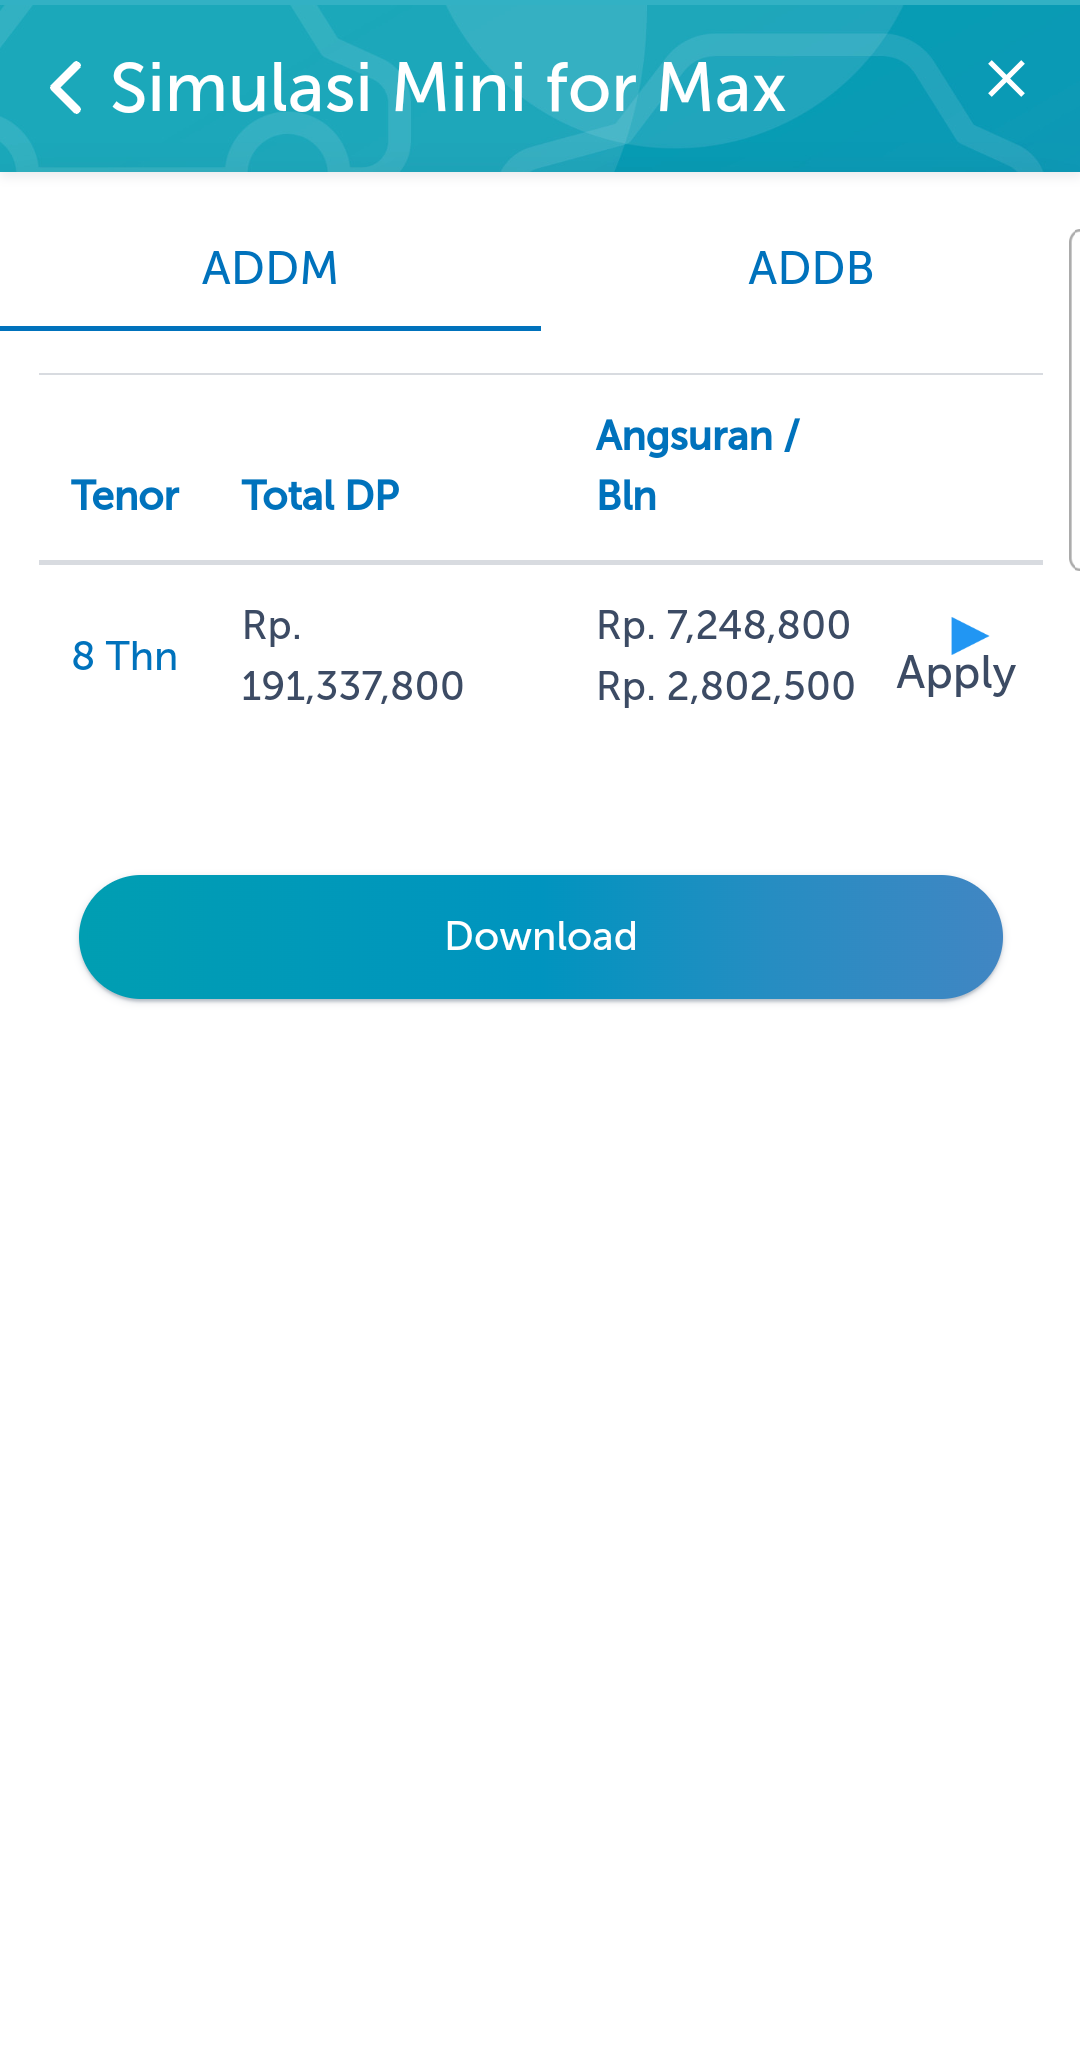 Simulasi Mini for Max
ADDM
ADDB
Tenor
Total DP
Angsuran /
Bln
8 Thn
Rp.
191,337,800
Rp. 7,248,800
Rp. 2,802,500
Apply
Download